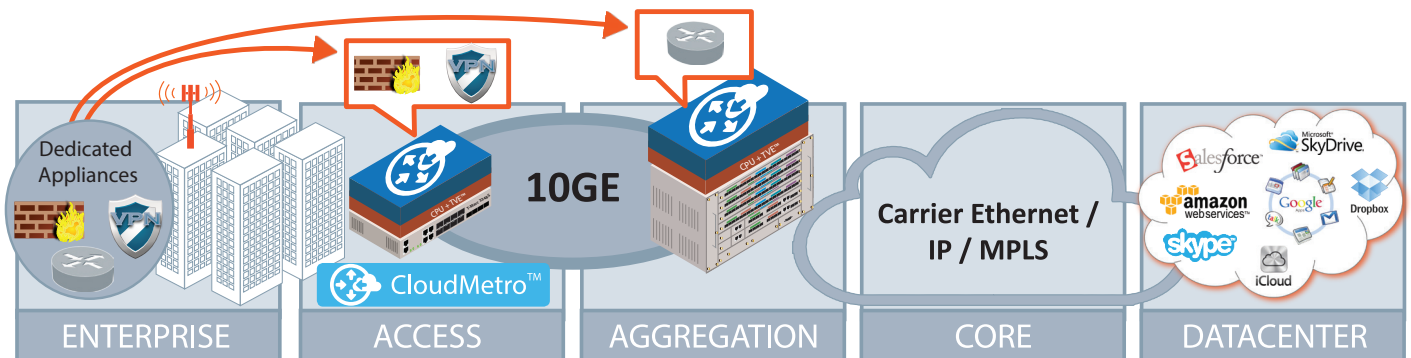 Dedicated
Appliances
VPN
VPN
CPU + TVE™
CloudMetro™
10GE
CPU + TVE™
Carrier Ethernet /
IP / MPLS
Microsoft®
SkyDrive
salesforce
amazon
webservices™
Google
Dropbox
skype
iCloud
ENTERPRISE
ACCESS
AGGREGATION
CORE
DATACENTER